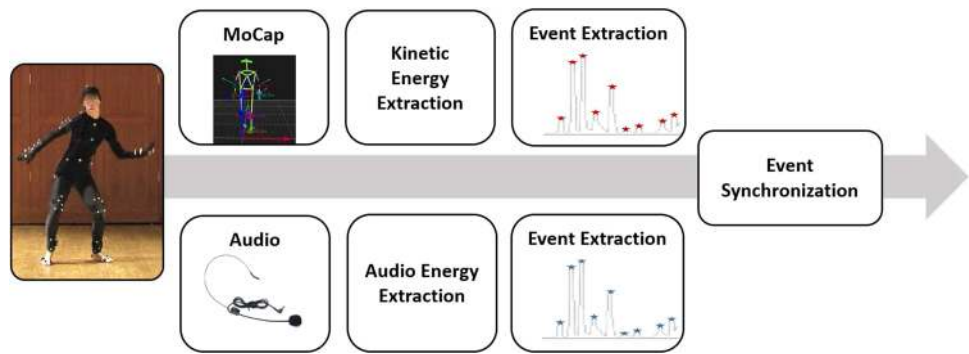 MoCap
Kinetic
Energy
Extraction
Event Extraction
Event
Synchronization
Audio
Audio Energy
Extraction
Event Extraction